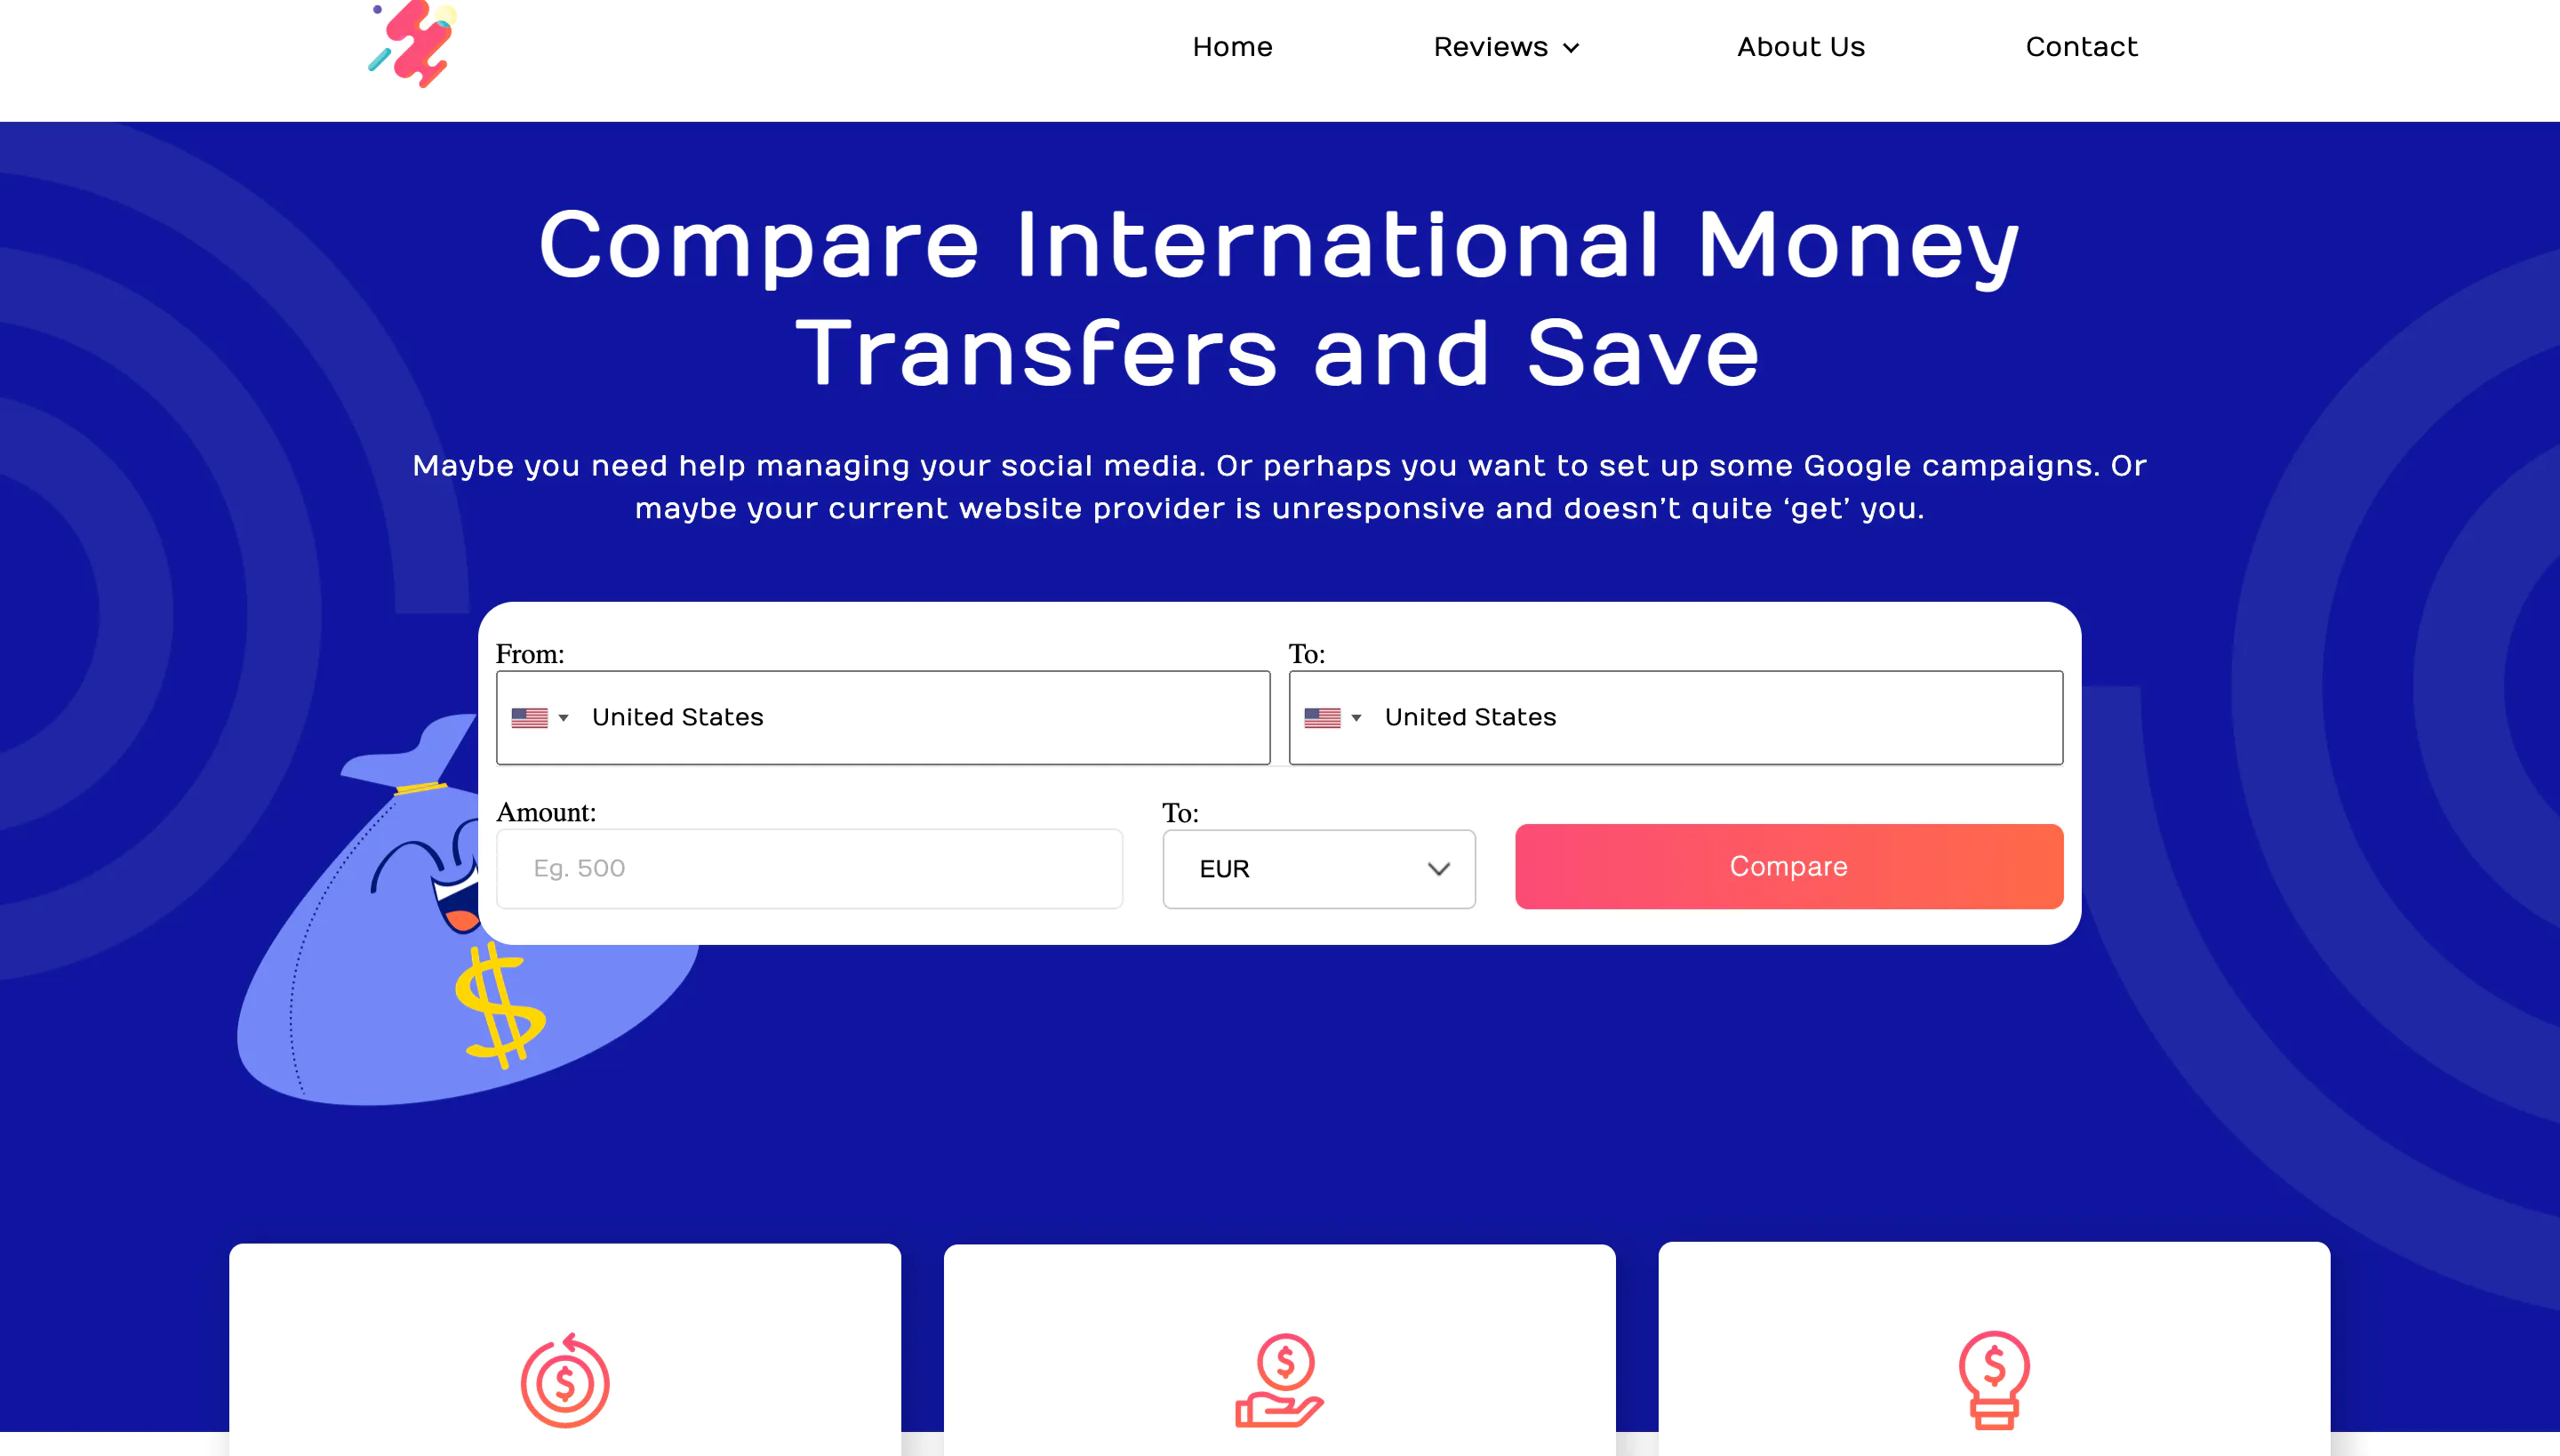 Home Reviews About Us Contact
Compare International Money
Transfers and Save
Maybe you need help managing your social media. Or perhaps you want to set up some Google campaigns. Or
maybe your current website provider is unresponsive and doesn’t quite ‘get’ you.
From: To:
United States United States
Amount: To:
Eg. 500 EUR Compare
$
$ $ $